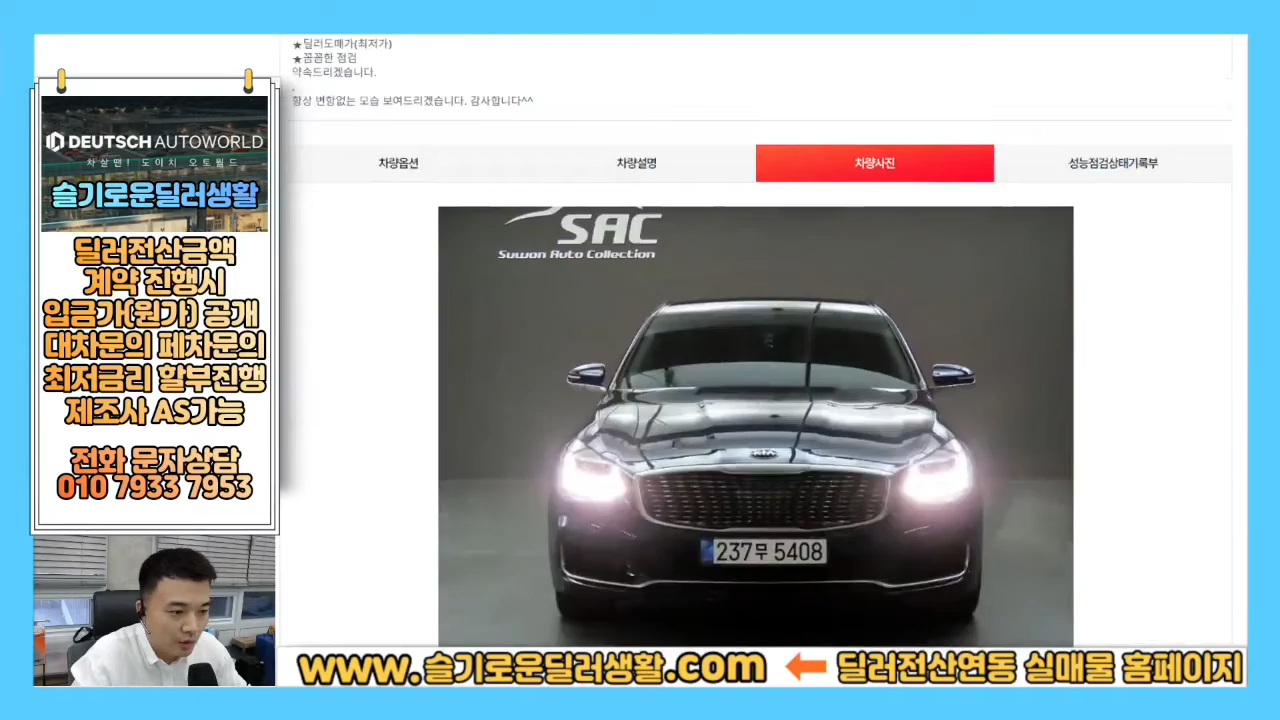 ★딜러도매가(최저가)
★꼼꼼한 점검
약속드리겠습니다.
항상 변함없는 모습 보여드리겠습니다. 감사합니다^^
DEUTSCH AUTOWORLD
차살땐! 도이치 오토월드
슬기로운딜러생활
딜러전산금액
계약 진행시
입금가(원가) 공개
대차문의 폐차문의
최저금리 할부진행
제조사 AS가능
전화 문자상담
010 7933 7953
차량옵션
차량설명
차량사진
성능점검상태기록부
SAC
Suwon Auto Collection
KIA
237무 5408
www.슬기로운딜러생활.com ← 딜러전산연동 실매물 홈페이지